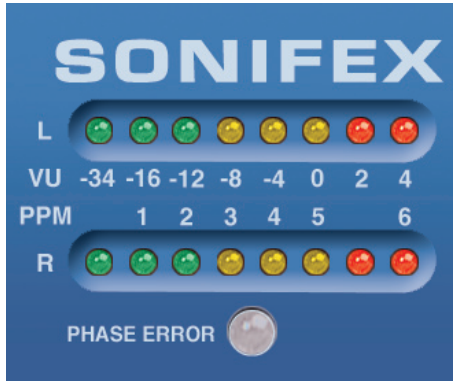 SONIFEX
L
VU -34 -16 -12 -8 -4 0 2 4
PPM 1 2 3 4 5 6
R
PHASE ERROR